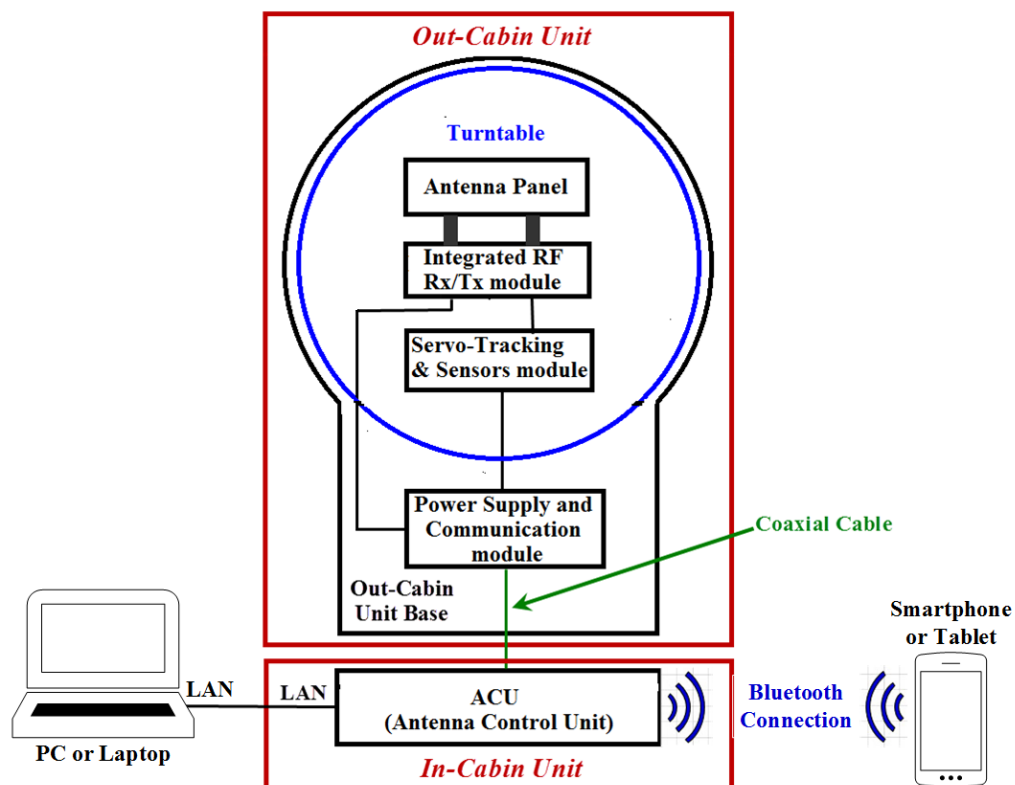 Out-Cabin Unit
Turntable
Antenna Panel
Integrated RF
Rx/Tx module
Servo-Tracking
& Sensors module
Power Supply and
Communication
module
Coaxial Cable
Out-Cabin
Unit Base
Smartphone
or Tablet
LAN
LAN
ACU
(Antenna Control Unit)
Bluetooth
Connection
PC or Laptop
In-Cabin Unit